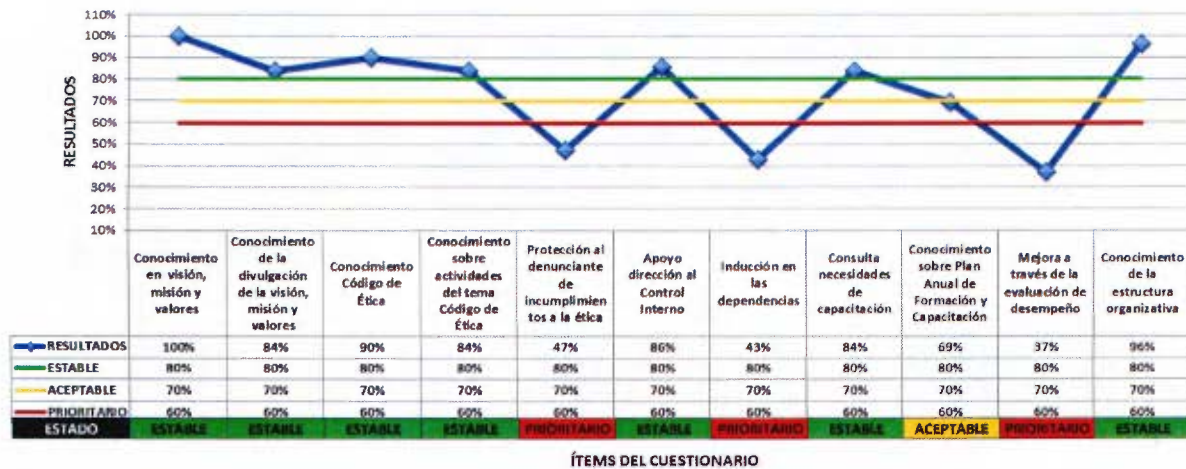 110%
100%
90%
80%
70%
60%
50%
40%
30%
20%
10%
RESULTADOS
Conocimiento en visión, misión y valores
Conocimiento de la divulgación de la visión, misión y valores
Conocimiento Código de Ética
Conocimiento sobre actividades del tema Código de Ética
Protección al denunciante de incumplimien tos a la ética
Apoyo dirección al Control Interno
Inducción en las dependencias
Consulta necesidades de capacitación
Conocimiento sobre Plan Anual de Formación y Capacitación
Mejora a través de la evaluación de desempeño
Conocimiento de la estructura organizativa
RESULTADOS 100% 84% 90% 84% 47% 86% 43% 84% 69% 37% 96%
ESTABLE 80% 80% 80% 80% 80% 80% 80% 80% 80% 80% 80%
ACEPTABLE 70% 70% 70% 70% 70% 70% 70% 70% 70% 70% 70%
PRIORITARIO 60% 60% 60% 60% 60% 60% 60% 60% 60% 60% 60%
ESTADO ESTABLE ESTABLE ESTABLE ESTABLE PRIORITARIO ESTABLE PRIORITARIO ESTABLE ACEPTABLE PRIORITARIO ESTABLE
ÍTEMS DEL CUESTIONARIO